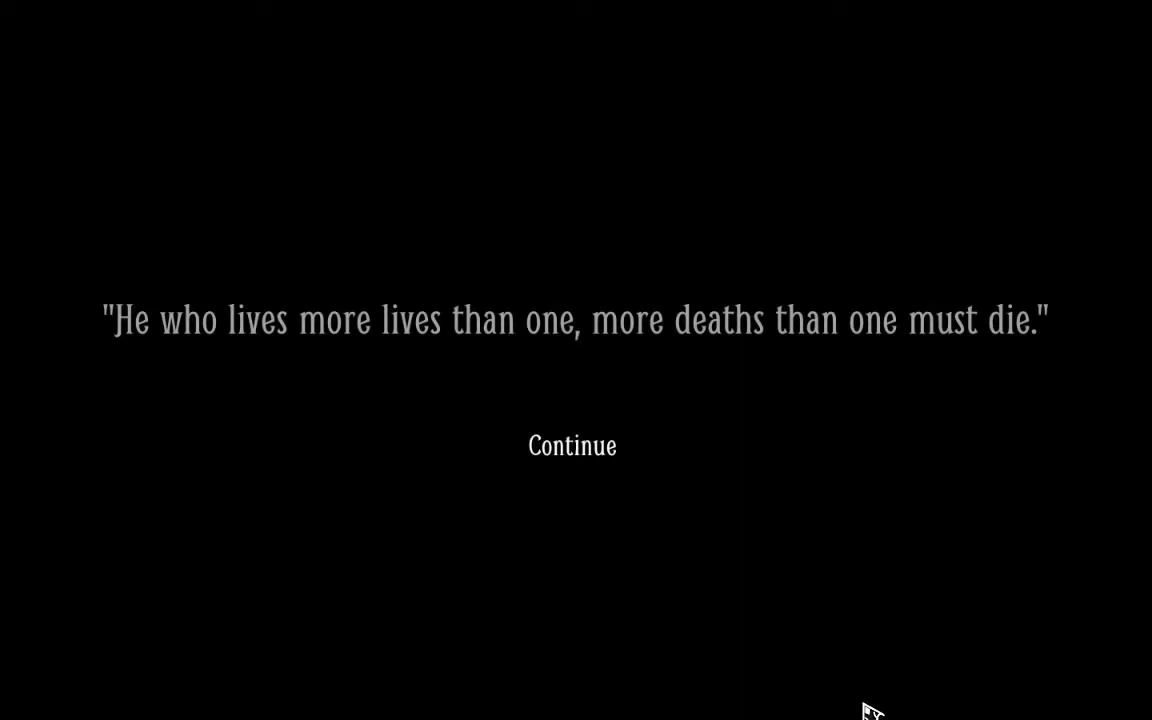 "He who lives more lives than one, more deaths than one must die."
Continue